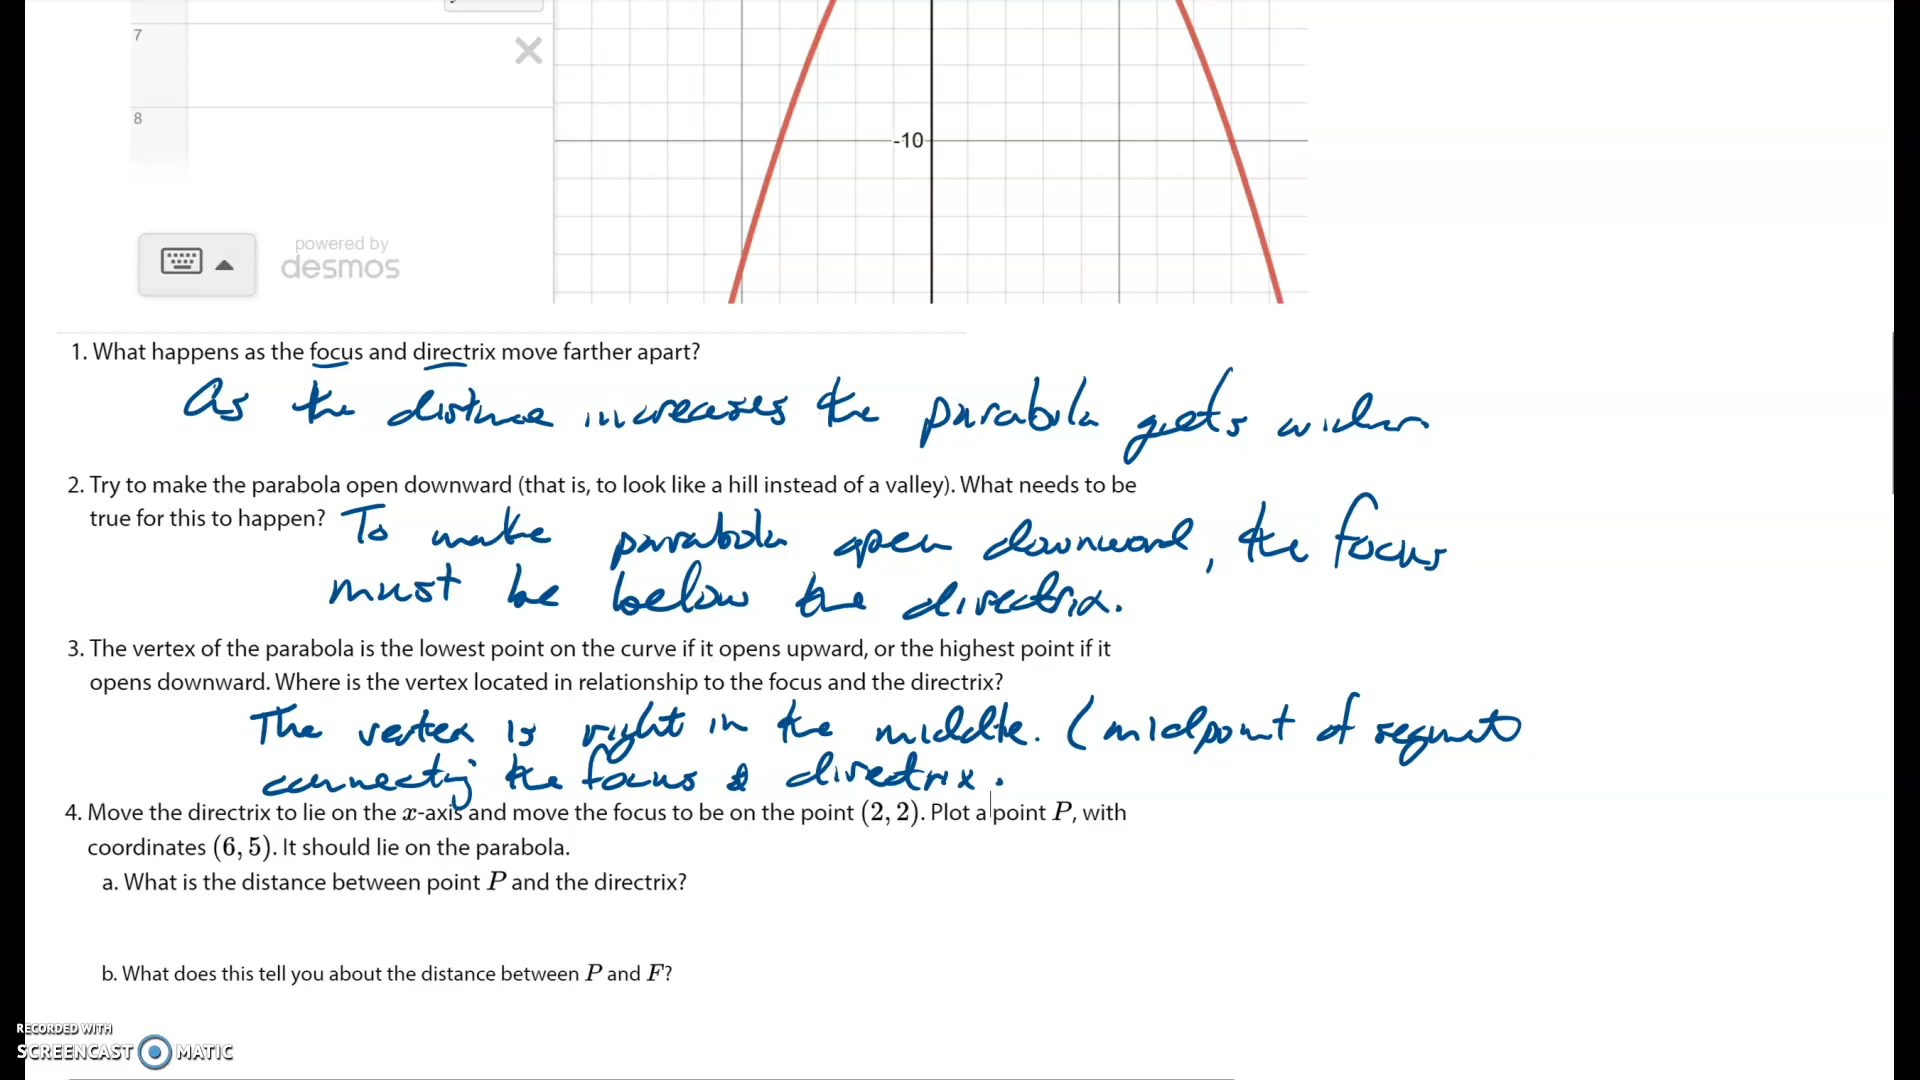 7
8
-10
powered by
desmos
1. What happens as the focus and directrix move farther apart?
As the distance increases the parabola gets wider.
2. Try to make the parabola open downward (that is, to look like a hill instead of a valley). What needs to be
true for this to happen? To make parabola open downward, the focus
must be below the directrix.
3. The vertex of the parabola is the lowest point on the curve if it opens upward, or the highest point if it
opens downward. Where is the vertex located in relationship to the focus and the directrix?
The vertex is right in the middle. (midpoint of segment
connecting the focus & directrix.
4. Move the directrix to lie on the x-axis and move the focus to be on the point (2, 2). Plot a point P, with
coordinates (6, 5). It should lie on the parabola.
a. What is the distance between point P and the directrix?
b. What does this tell you about the distance between P and F?
RECORDED WITH
SCREENCAST MATIC